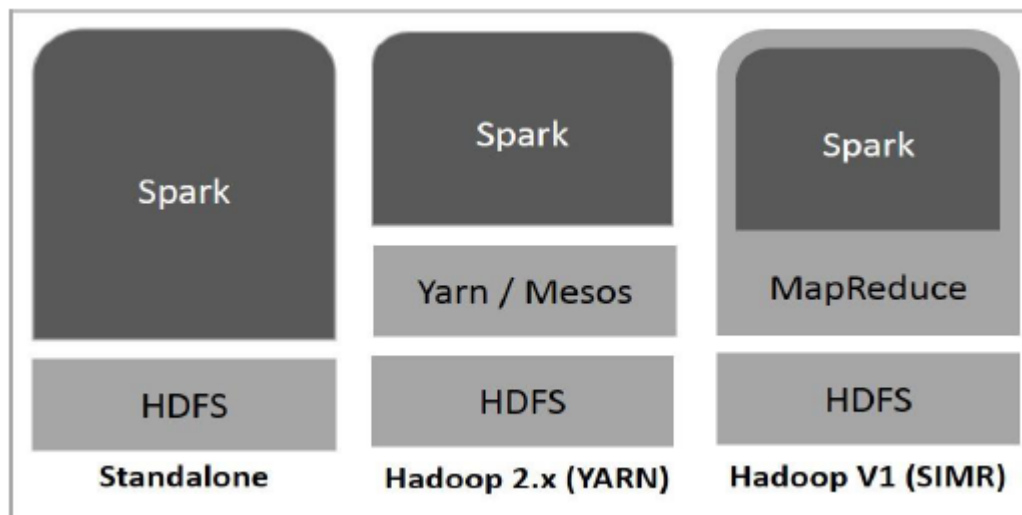 Spark
HDFS
Standalone
Spark
Yarn / Mesos
HDFS
Hadoop 2.x (YARN)
Spark
MapReduce
HDFS
Hadoop V1 (SIMR)